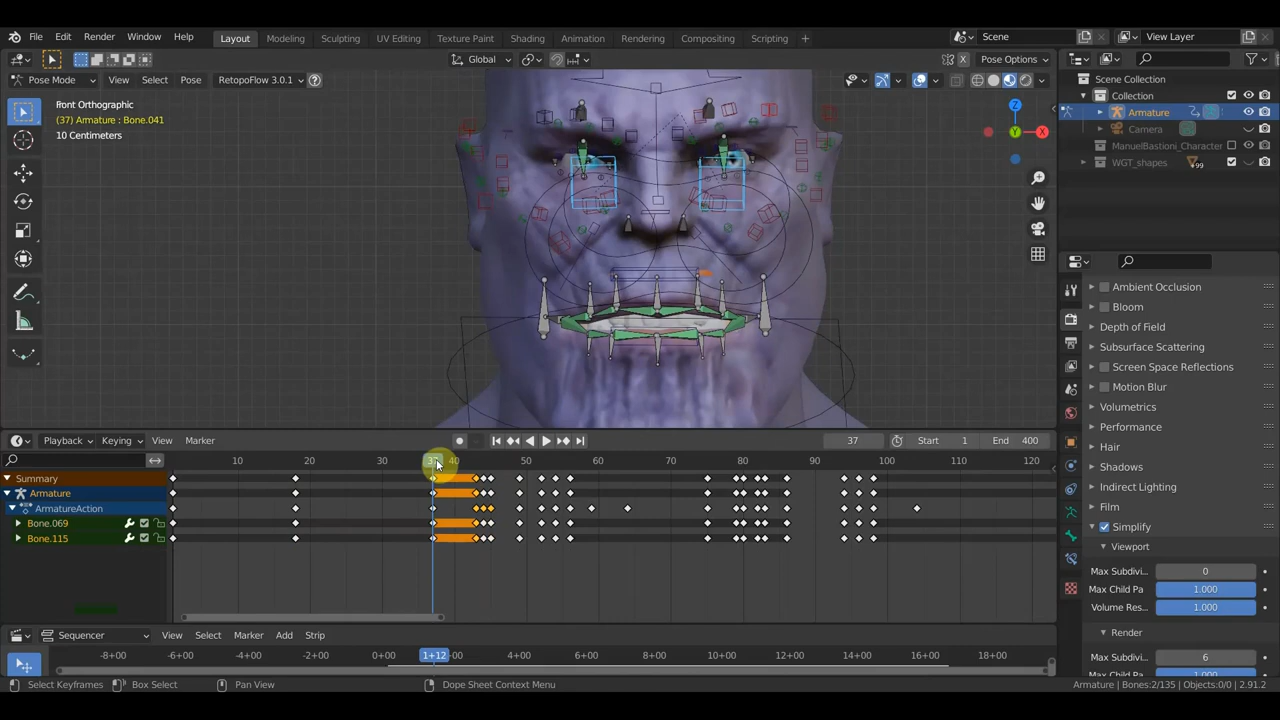 File Edit Render Window Help Layout Modeling Sculpting UV Editing Texture Paint Shading Animation Rendering Compositing Scripting + Scene View Layer
Global Pose Options
Pose Mode View Select Pose RetopoFlow 3.0.1
Scene Collection
Collection
Armature
Camera
ManuelBastioni_Character
WGT_shapes +99
Front Orthographic
(37) Armature : Bone.041
10 Centimeters
Z
Y
X
Ambient Occlusion
Bloom
Depth of Field
Subsurface Scattering
Screen Space Reflections
Motion Blur
Volumetrics
Performance
Hair
Shadows
Indirect Lighting
Film
Simplify
Viewport
Max Subdivi... 0
Max Child Pa 1.000
Volume Res... 1.000
Render
Max Subdivi... 6
Playback Keying View Marker 37 Start 1 End 400
10 20 30 37 40 50 60 70 80 90 100 110 120
Summary
Armature
ArmatureAction
Bone.069
Bone.115
Sequencer View Select Marker Add Strip
-8+00 -6+00 -4+00 -2+00 0+00 1+12 4+00 6+00 8+00 10+00 12+00 14+00 16+00 18+00
Select Keyframes Box Select Pan View Dope Sheet Context Menu Armature | Bones:2/135 | Objects:0/0 | 2.91.2